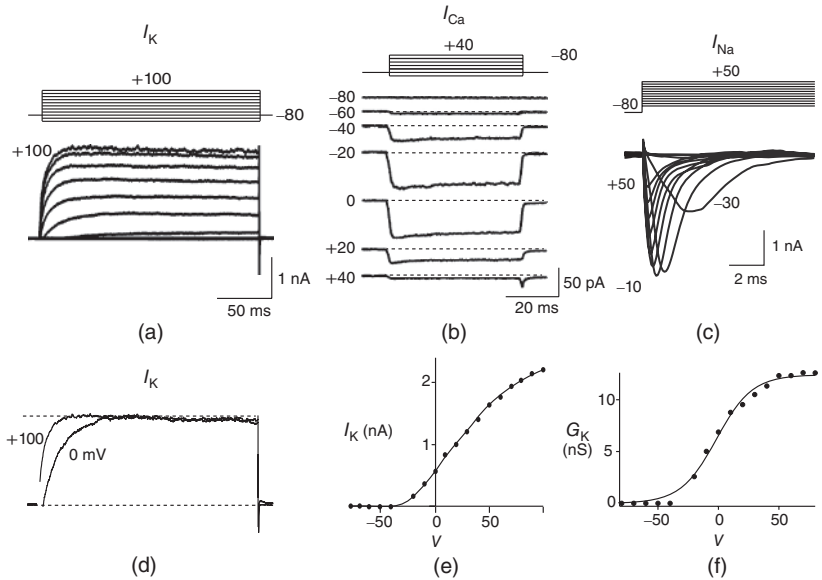 I_K
+100
−80
+100
1 nA
50 ms
(a)
I_Ca
+40
−80
−80
−60
−40
−20
0
+20
+40
50 pA
20 ms
(b)
I_Na
+50
−80
+50
−30
−10
1 nA
2 ms
(c)
I_K
+100
0 mV
(d)
2
I_K (nA)
1
−50
0
50
V
(e)
10
G_K
(nS)
5
0
−50
0
50
V
(f)